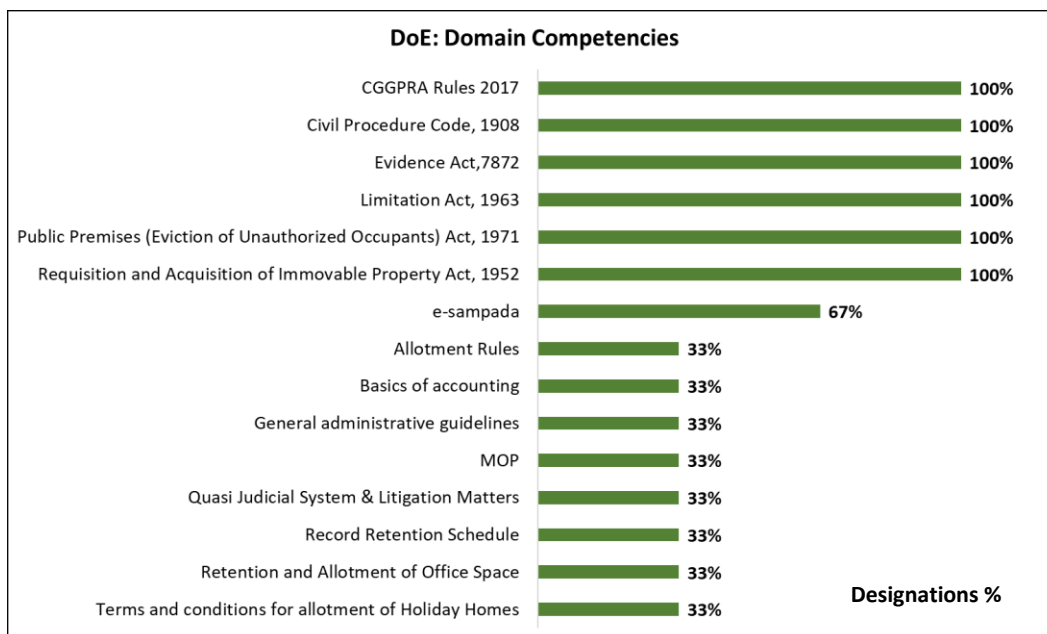 DoE: Domain Competencies
CGGPRA Rules 2017 100%
Civil Procedure Code, 1908 100%
Evidence Act,7872 100%
Limitation Act, 1963 100%
Public Premises (Eviction of Unauthorized Occupants) Act, 1971 100%
Requisition and Acquisition of Immovable Property Act, 1952 100%
e-sampada 67%
Allotment Rules 33%
Basics of accounting 33%
General administrative guidelines 33%
MOP 33%
Quasi Judicial System & Litigation Matters 33%
Record Retention Schedule 33%
Retention and Allotment of Office Space 33%
Terms and conditions for allotment of Holiday Homes 33%
Designations %